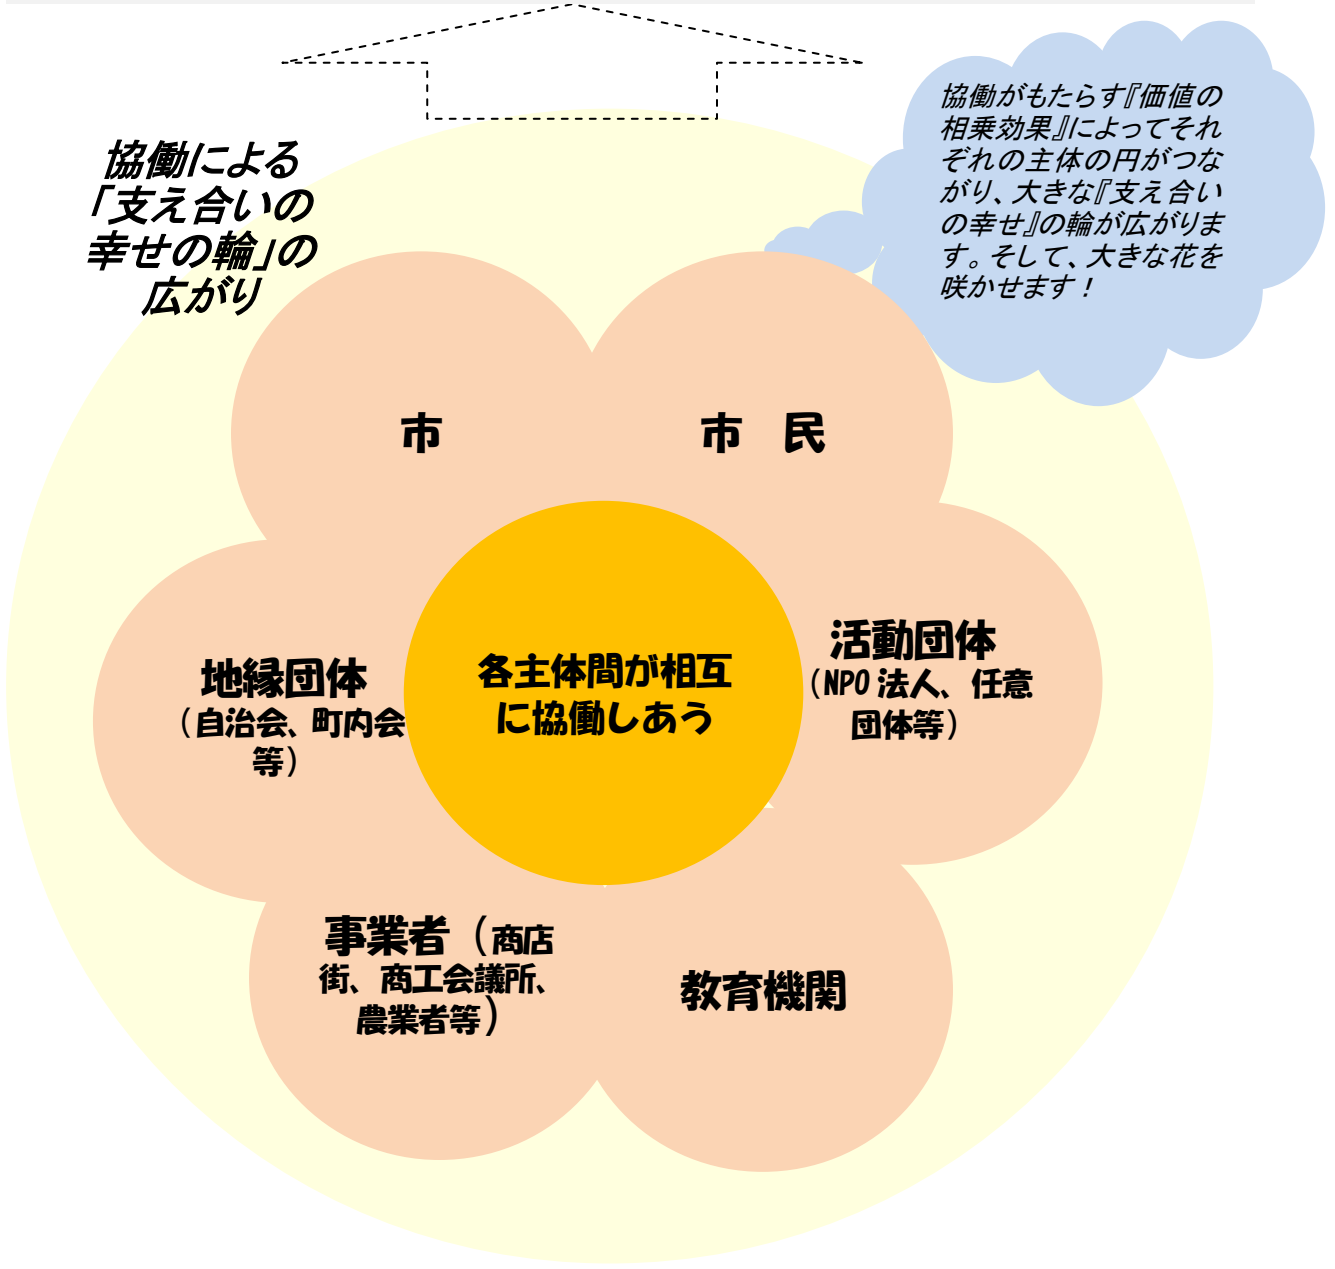 協働による
「支え合いの
幸せの輪」の
広がり
協働がもたらす『価値の
相乗効果』によってそれ
ぞれの主体の円がつな
がり、大きな『支え合い
の幸せ』の輪が広がりま
す。そして、大きな花を
咲かせます！
市
市　民
地縁団体
（自治会、町内会
等）
各主体間が相互
に協働しあう
活動団体
（NPO 法人、任意
団体等）
事業者（商店
街、商工会議所、
農業者等）
教育機関